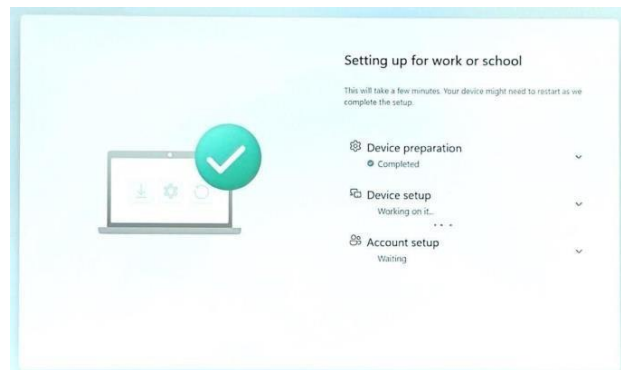 Setting up for work or school
This will take a few minutes. Your device might need to restart as we
complete the setup.
Device preparation
Completed
Device setup
Working on it...
Account setup
Waiting